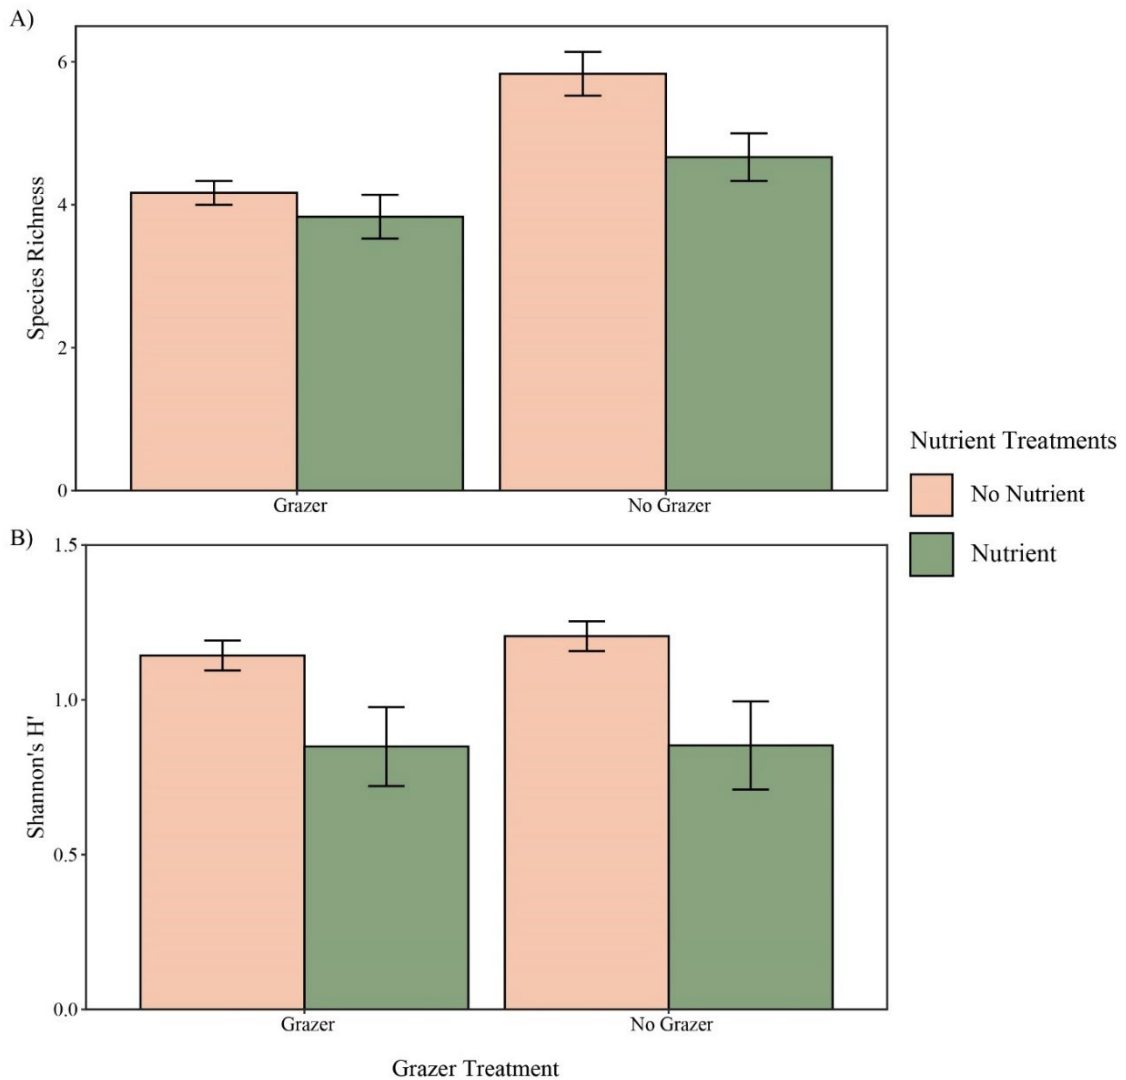 A)
6
4
2
0
Species Richness
Grazer
No Grazer
B)
1.5
1.0
0.5
0.0
Shannon's H'
Grazer
No Grazer
Grazer Treatment
Nutrient Treatments
No Nutrient
Nutrient